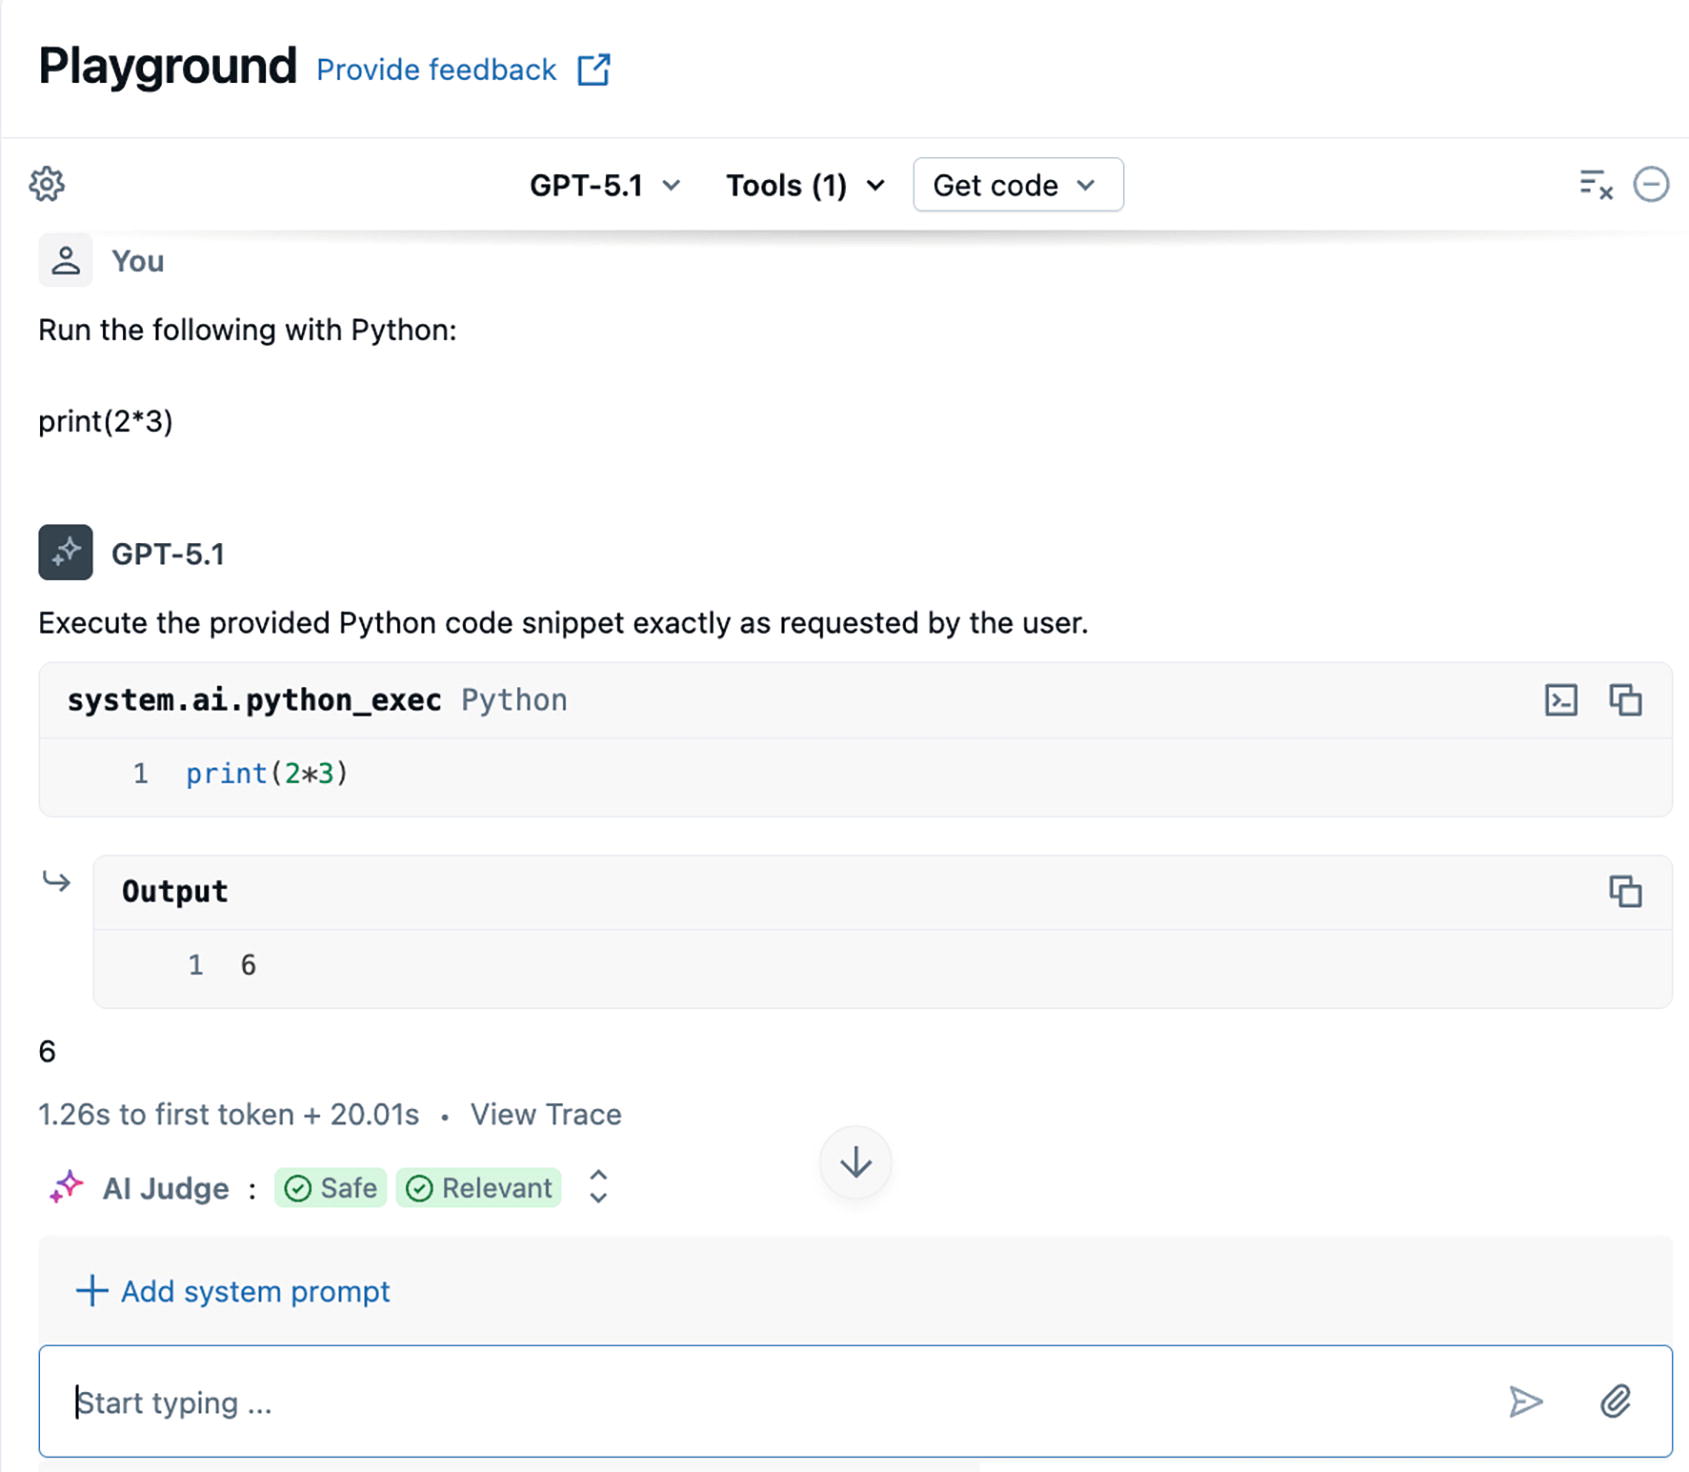 Playground Provide feedback
GPT-5.1 Tools (1) Get code
You
Run the following with Python:
print(2*3)
GPT-5.1
Execute the provided Python code snippet exactly as requested by the user.
system.ai.python_exec Python
1 print(2*3)
Output
1 6
6
1.26s to first token + 20.01s • View Trace
AI Judge : Safe Relevant
+ Add system prompt
Start typing ...